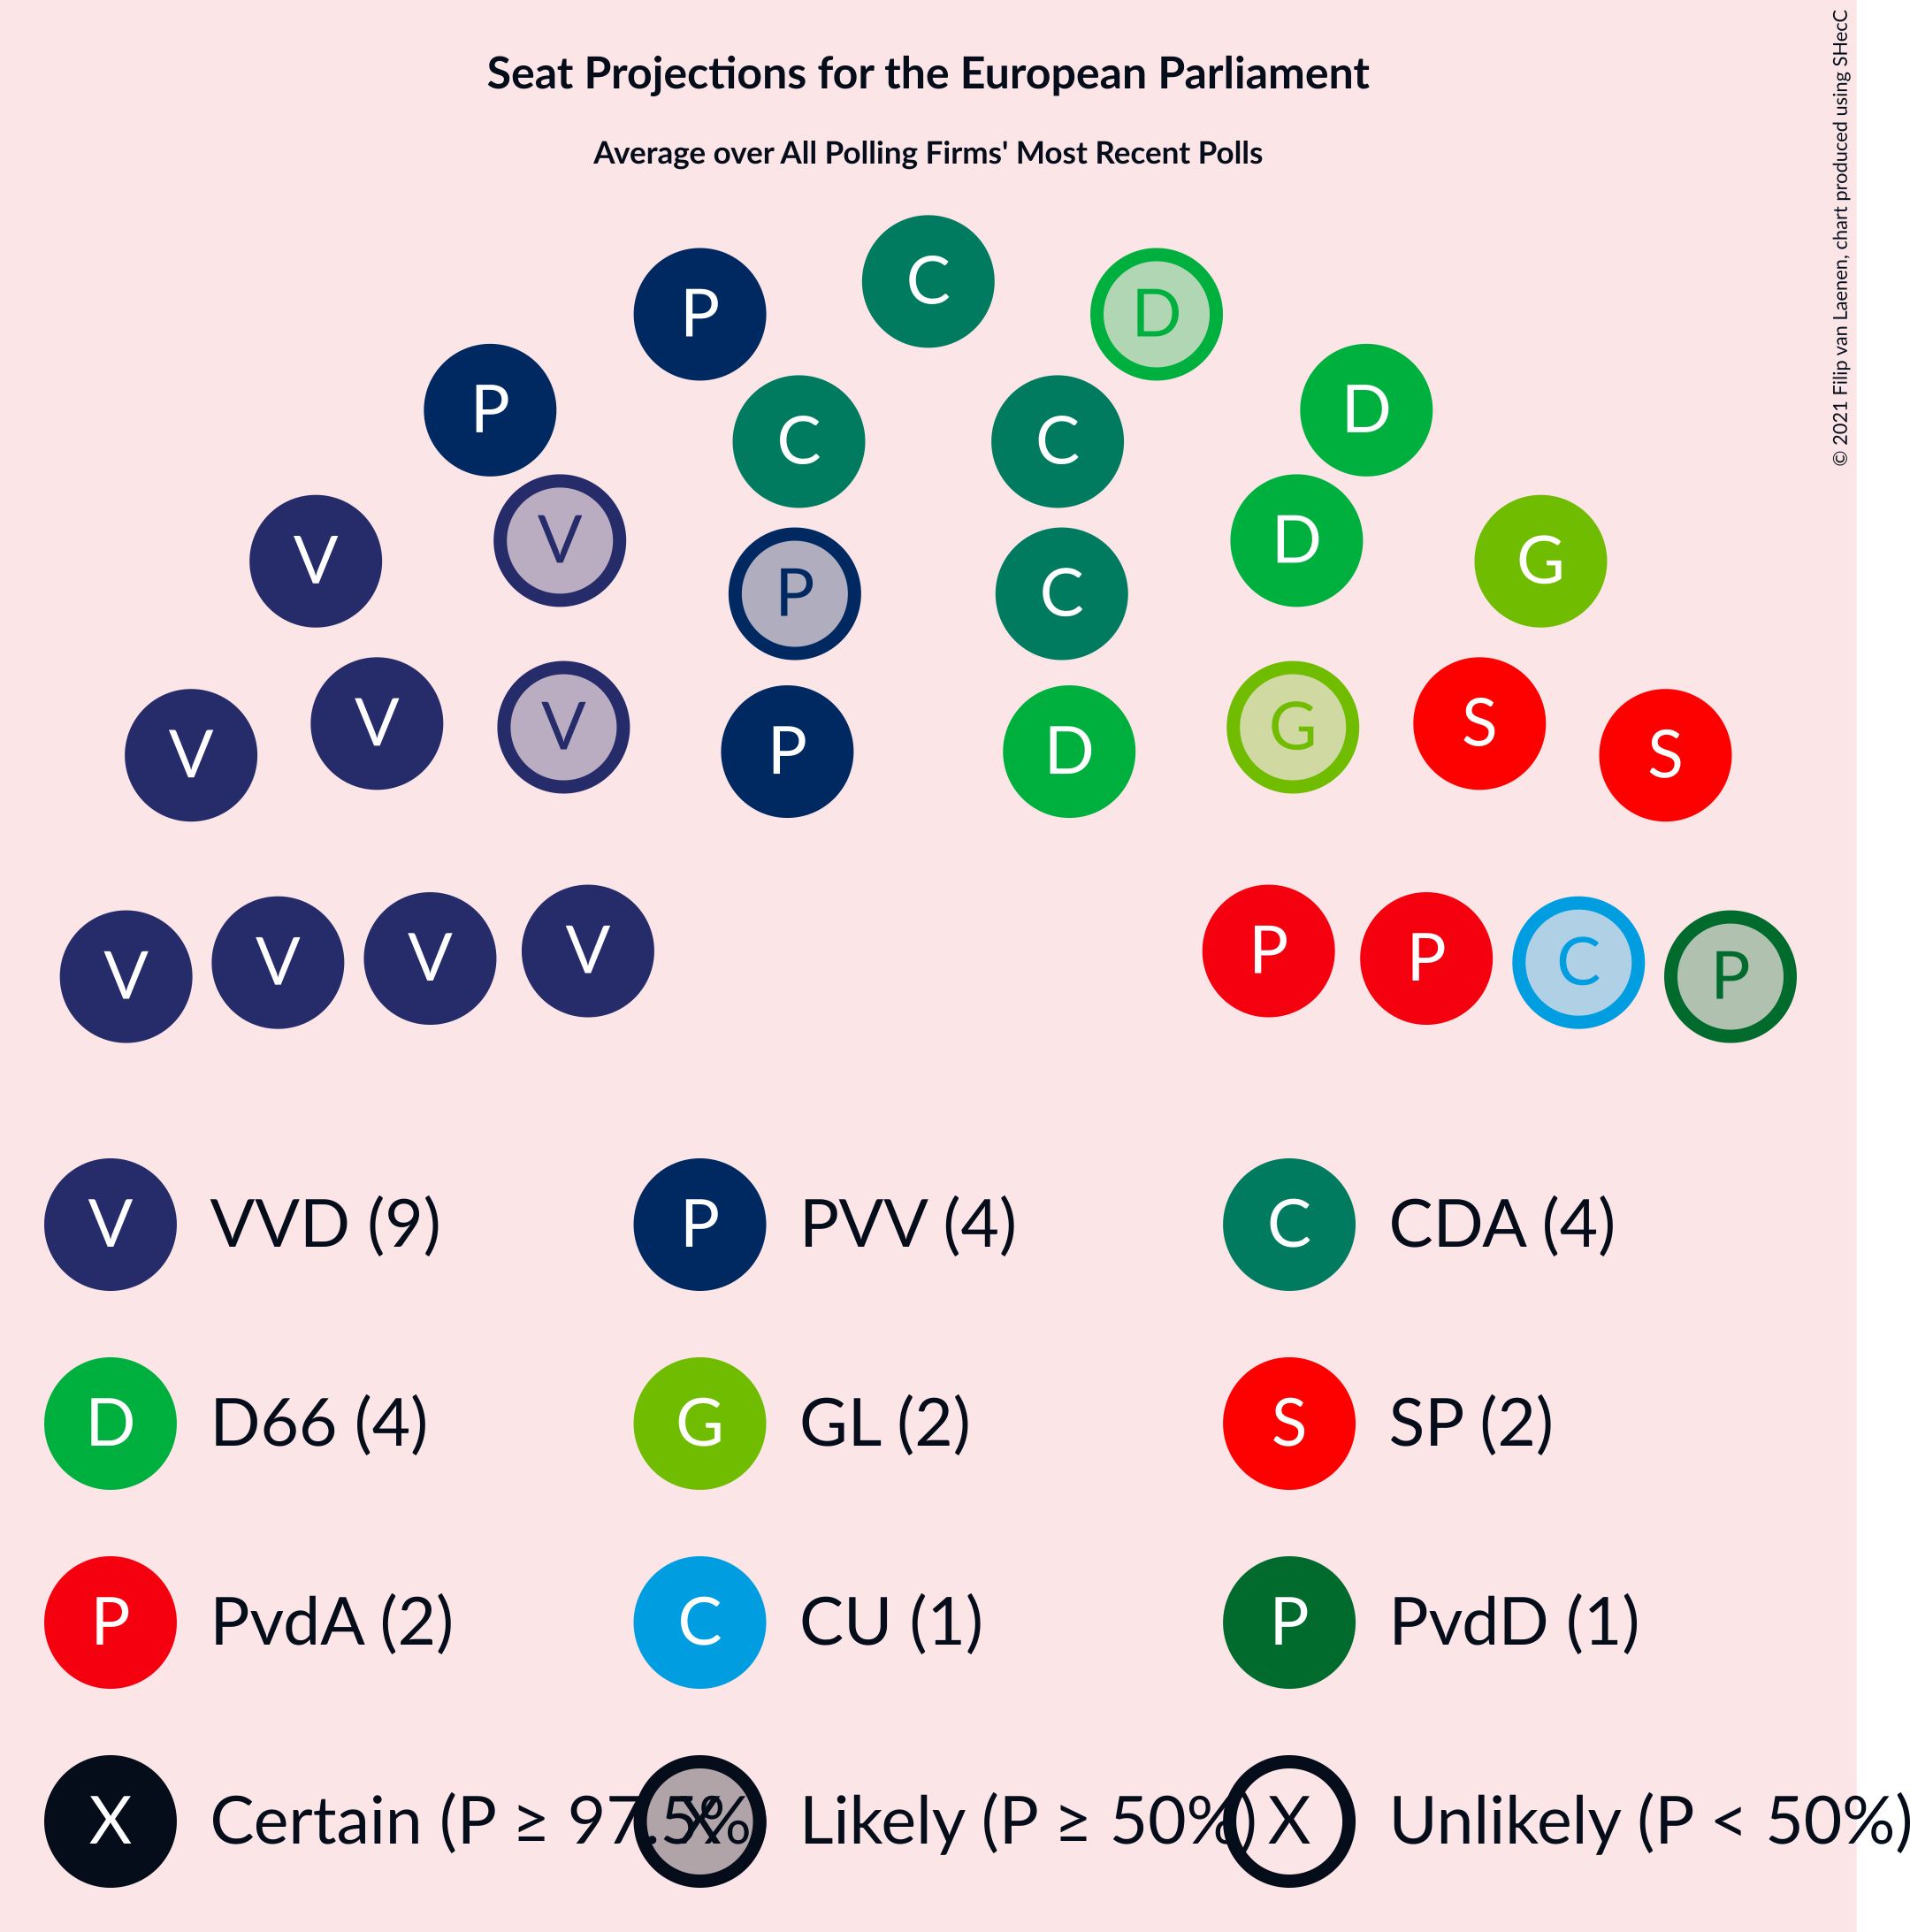 Seat Projections for the European Parliament
Average over All Polling Firms' Most Recent Polls
© 2021 Filip van Laenen, chart produced using SHecC
C
P D
P D
C C
V V D G
P C
V V V P D G S S
V V V V P P C P
V VVD (9) P PVV (4) C CDA (4)
D D66 (4) G GL (2) S SP (2)
P PvdA (2) C CU (1) P PvdD (1)
X Certain (P ≥ 97.5% X Likely (P ≥ 50%) X Unlikely (P < 50%)